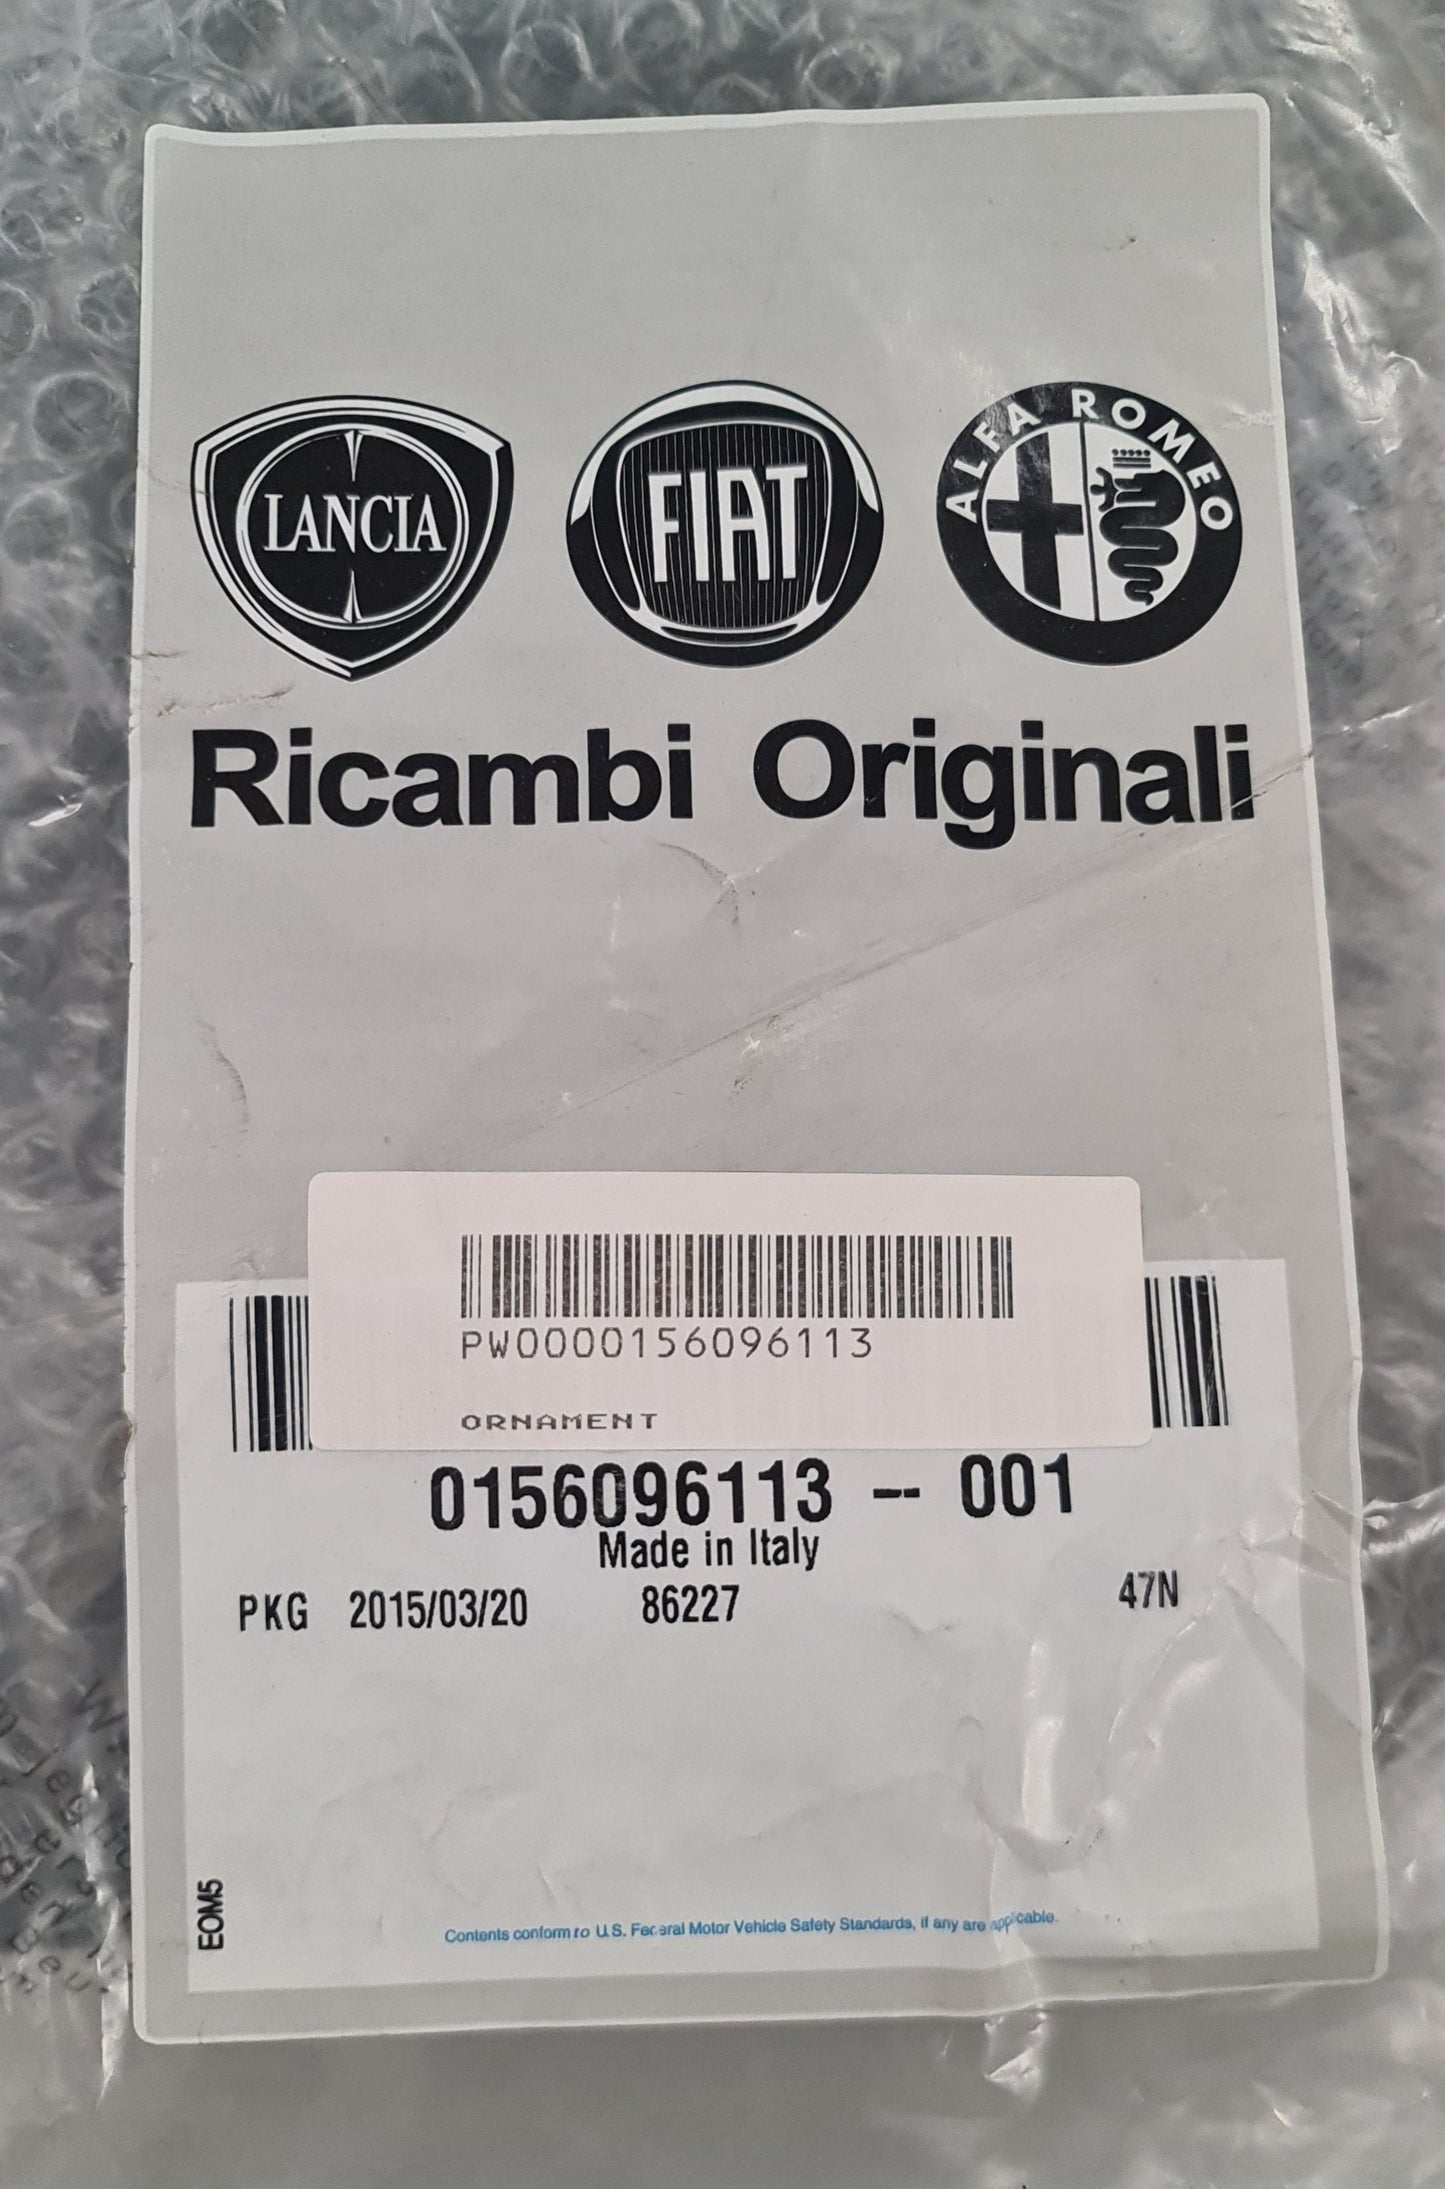 LANCIA
FIAT
ALFA ROMEO
Ricambi Originali
PW0000156096113
ORNAMENT
0156096113 -- 001
Made in Italy
PKG 2015/03/20 86227 47N
EOM5
Contents conform to U.S. Federal Motor Vehicle Safety Standards, if any are applicable.